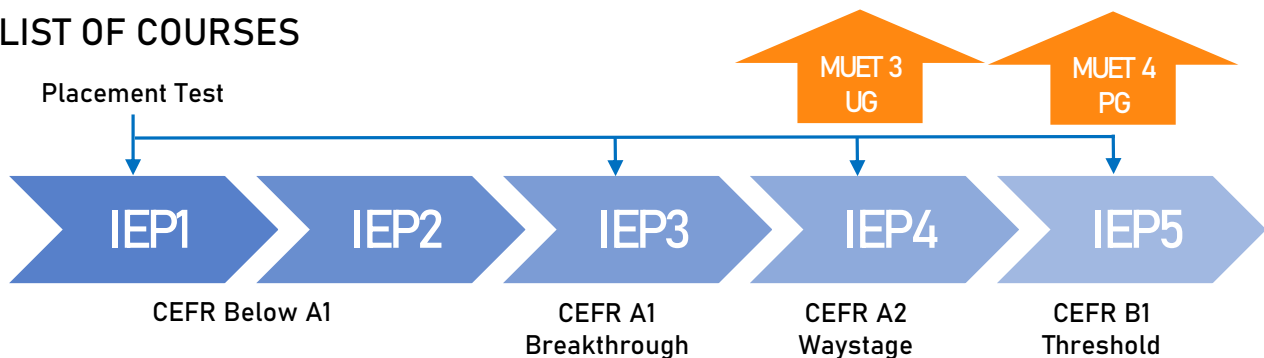 LIST OF COURSES
Placement Test
MUET 3
UG
MUET 4
PG
IEP1
IEP2
IEP3
IEP4
IEP5
CEFR Below A1
CEFR A1
Breakthrough
CEFR A2
Waystage
CEFR B1
Threshold